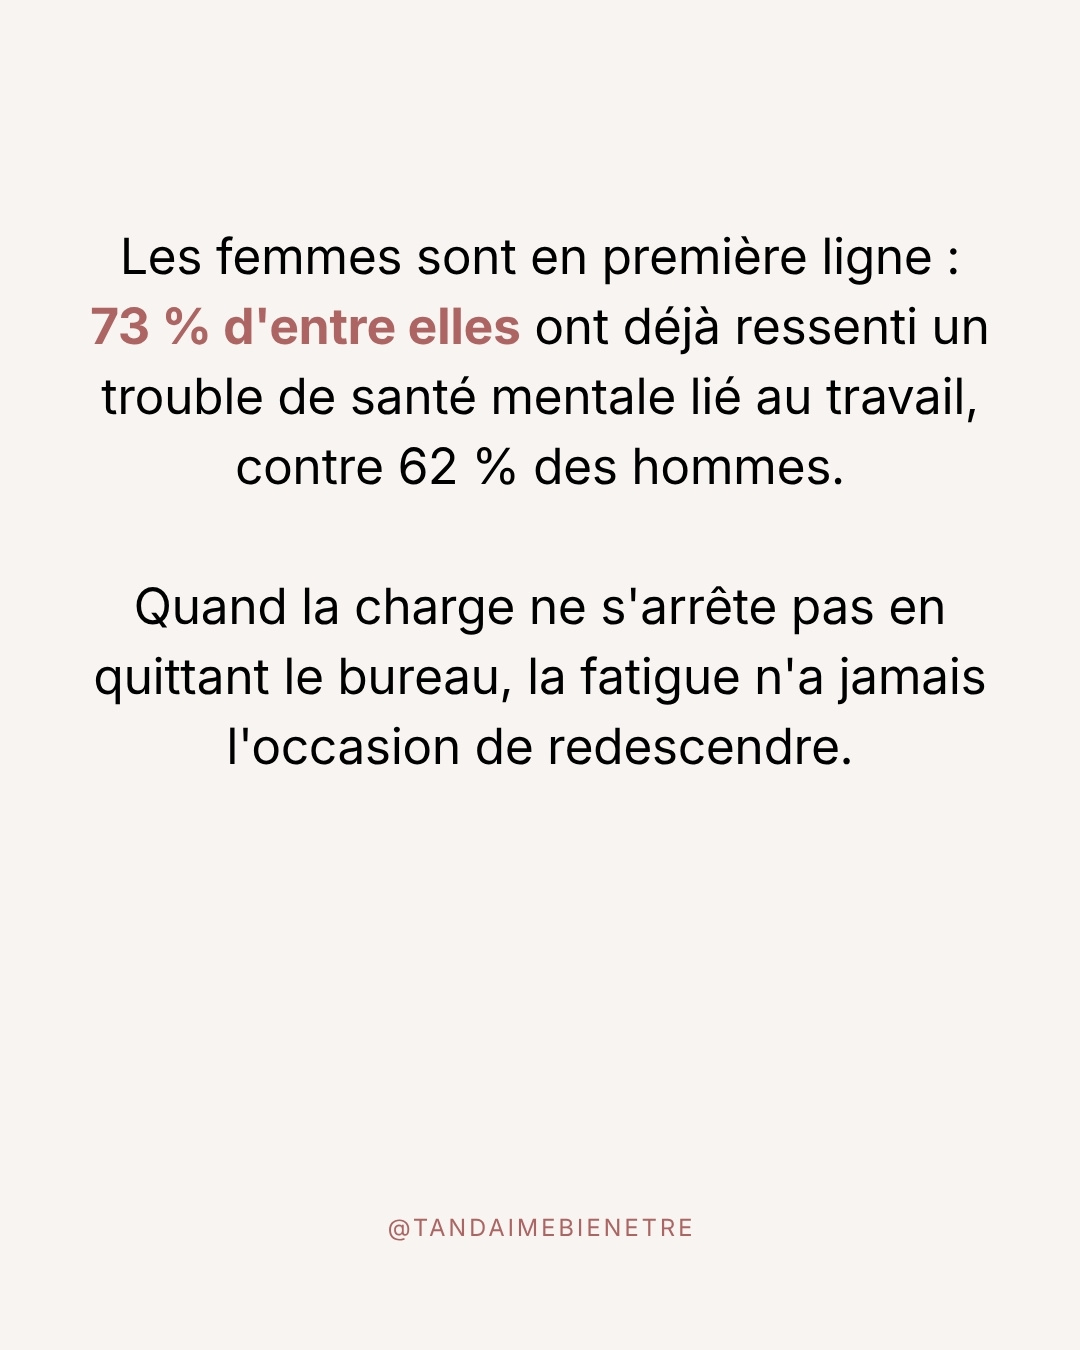 Les femmes sont en première ligne :
73 % d'entre elles ont déjà ressenti un
trouble de santé mentale lié au travail,
contre 62 % des hommes.
Quand la charge ne s'arrête pas en
quittant le bureau, la fatigue n'a jamais
l'occasion de redescendre.
@TANDAIMEBIENETRE